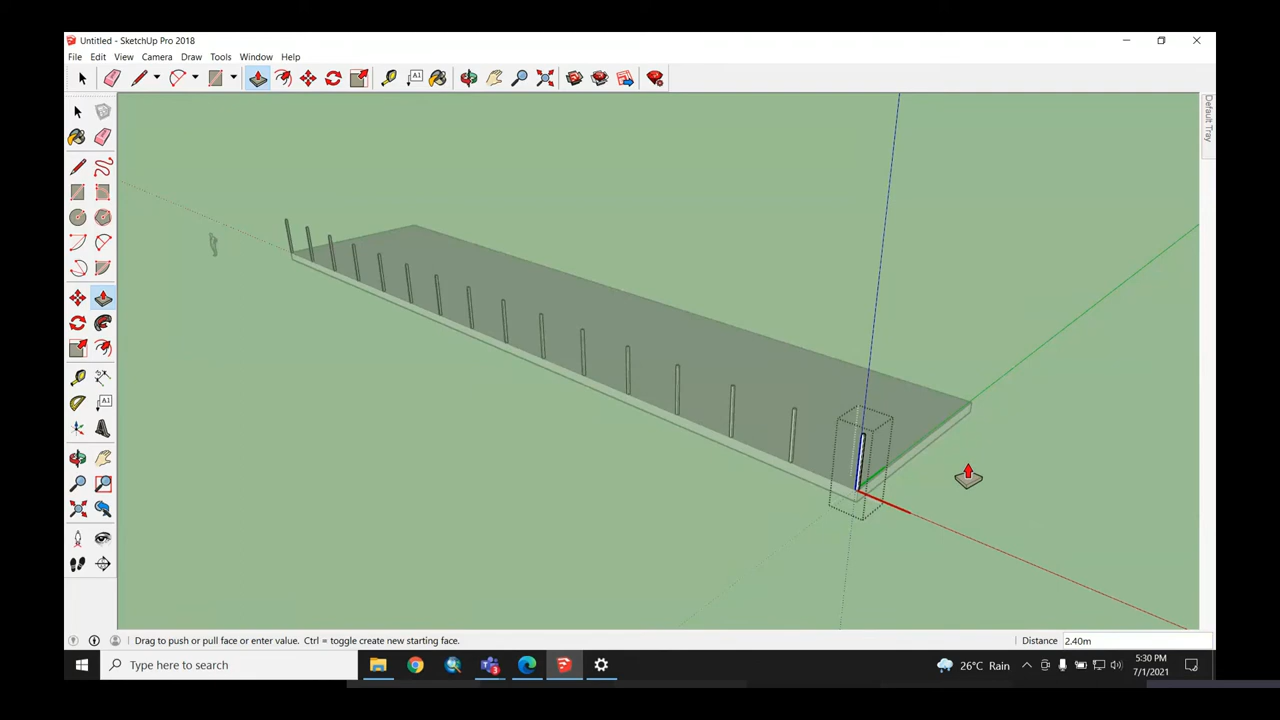 Untitled - SketchUp Pro 2018
File Edit View Camera Draw Tools Window Help
A1
Default Tray
A1
Drag to push or pull face or enter value. Ctrl = toggle create new starting face.
Distance 2.40m
Type here to search
26°C Rain
5:30 PM
7/1/2021